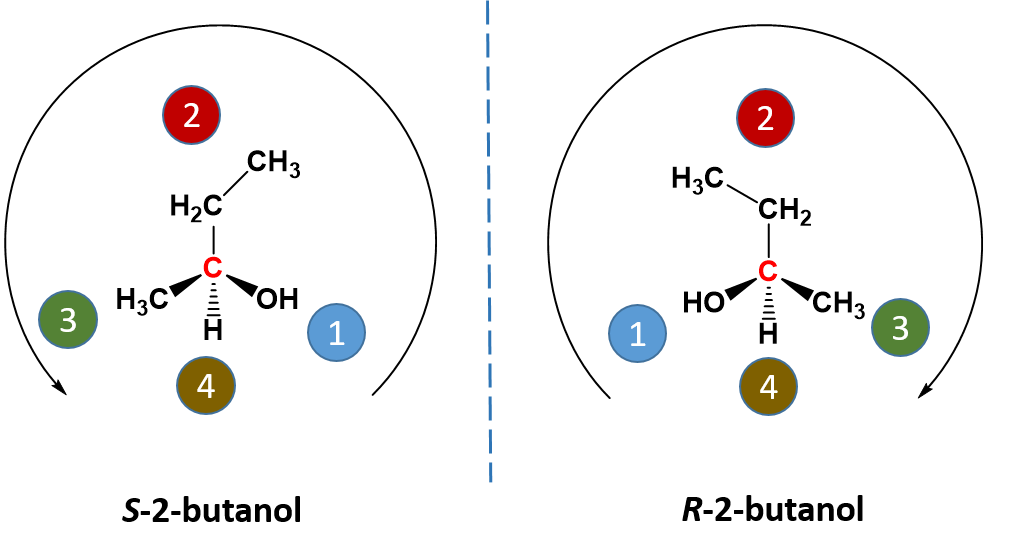 2
CH₃
H₂C
C
H₃C
OH
H
3
1
4
S-2-butanol
2
H₃C
CH₂
C
HO
CH₃
H
1
3
4
R-2-butanol